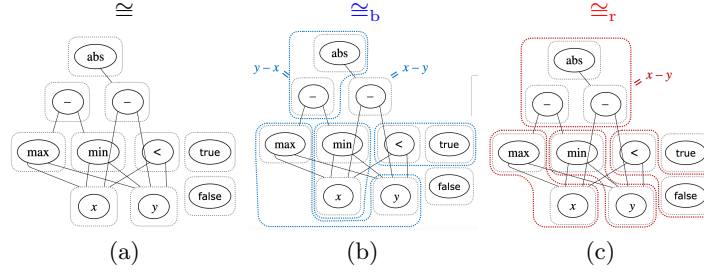 ≅ ≅b ≅r
abs abs abs
y − x = = x − y = x − y
− − − − − −
max min < true max min < true max min < true
false false false
x y x y x y
(a) (b) (c)